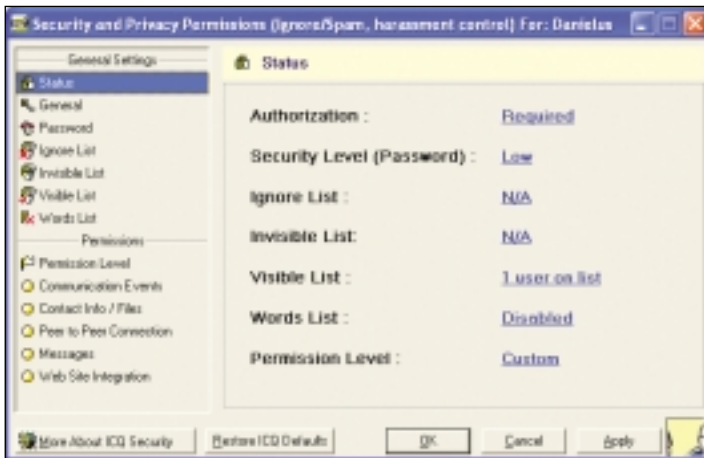 Security and Privacy Permissions (Ignore/Spam, harassment control) For: Danielus
General Settings
Status
General
Password
Ignore List
Invisible List
Visible List
Words List
Permissions
Permission Level
Communication Events
Contact Info / Files
Peer to Peer Connection
Messages
Web Site Integration
Status
Authorization : Required
Security Level (Password) : Low
Ignore List : N/A
Invisible List: N/A
Visible List : 1 user on list
Words List : Disabled
Permission Level : Custom
More About ICQ Security
Restore ICQ Defaults
OK
Cancel
Apply